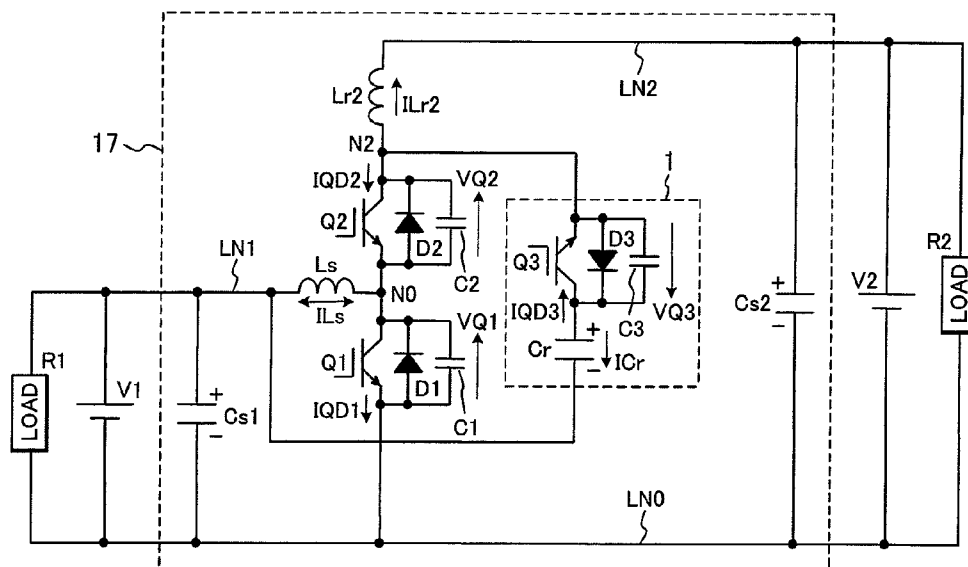 LN2
Lr2
ILr2
17
N2
1
IQD2
VQ2
Q2
D2
C2
D3
Q3
C3
VQ3
IQD3
R2
LOAD
V2
Cs2
+
−
LN1
Ls
ILs
N0
VQ1
Cr
+
−
ICr
Q1
D1
C1
IQD1
R1
LOAD
V1
Cs1
+
−
LN0